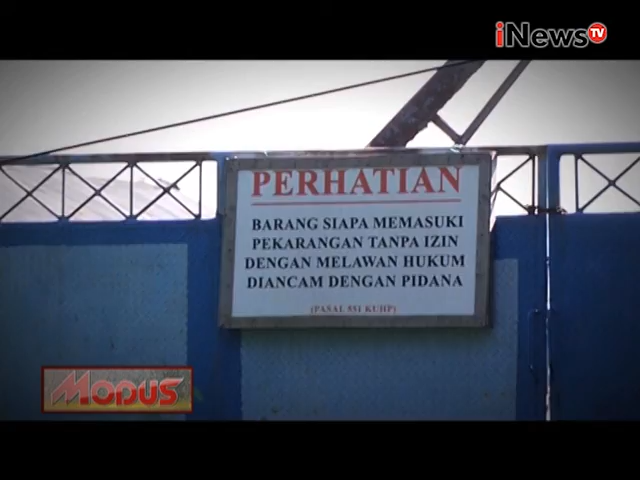 iNews TV
PERHATIAN
BARANG SIAPA MEMASUKI
PEKARANGAN TANPA IZIN
DENGAN MELAWAN HUKUM
DIANCAM DENGAN PIDANA
(PASAL 551 KUHP)
MODUS